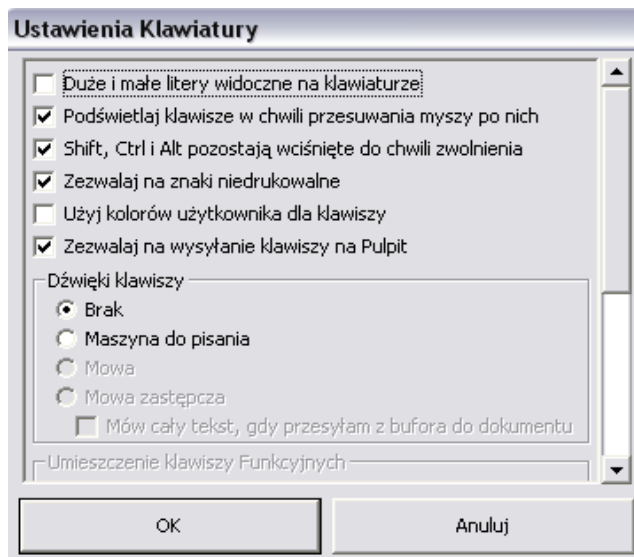 Ustawienia Klawiatury
Duże i małe litery widoczne na klawiaturze
Podświetlaj klawisze w chwili przesuwania myszy po nich
Shift, Ctrl i Alt pozostają wciśnięte do chwili zwolnienia
Zezwalaj na znaki niedrukowalne
Użyj kolorów użytkownika dla klawiszy
Zezwalaj na wysyłanie klawiszy na Pulpit
Dźwięki klawiszy
Brak
Maszyna do pisania
Mowa
Mowa zastępcza
Mów cały tekst, gdy przesyłam z bufora do dokumentu
Umieszczenie klawiszy Funkcyjnych
OK Anuluj